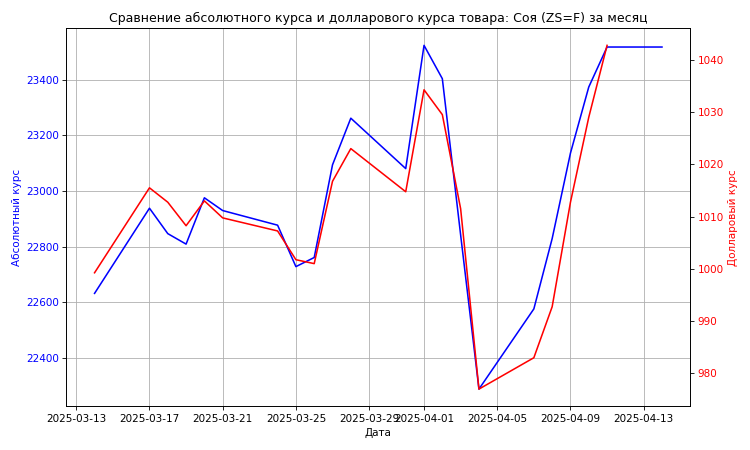 Сравнение абсолютного курса и долларового курса товара: Соя (ZS=F) за месяц
Абсолютный курс
23400
23200
23000
22800
22600
22400
1040
1030
1020
1010
1000
990
980
Долларовый курс
2025-03-13 2025-03-17 2025-03-21 2025-03-25 2025-03-29 2025-04-01 2025-04-05 2025-04-09 2025-04-13
Дата